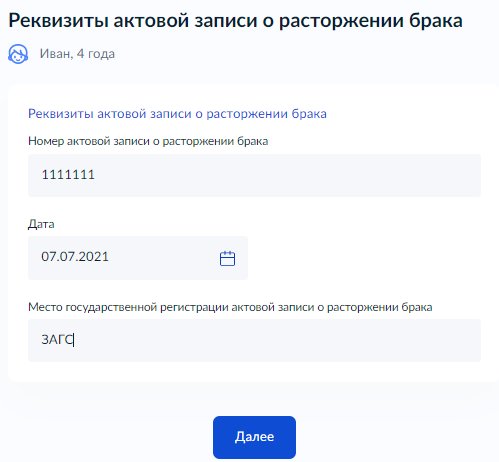 Реквизиты актовой записи о расторжении брака
Иван, 4 года
Реквизиты актовой записи о расторжении брака
Номер актовой записи о расторжении брака
1111111
Дата
07.07.2021
Место государственной регистрации актовой записи о расторжении брака
ЗАГС
Далее